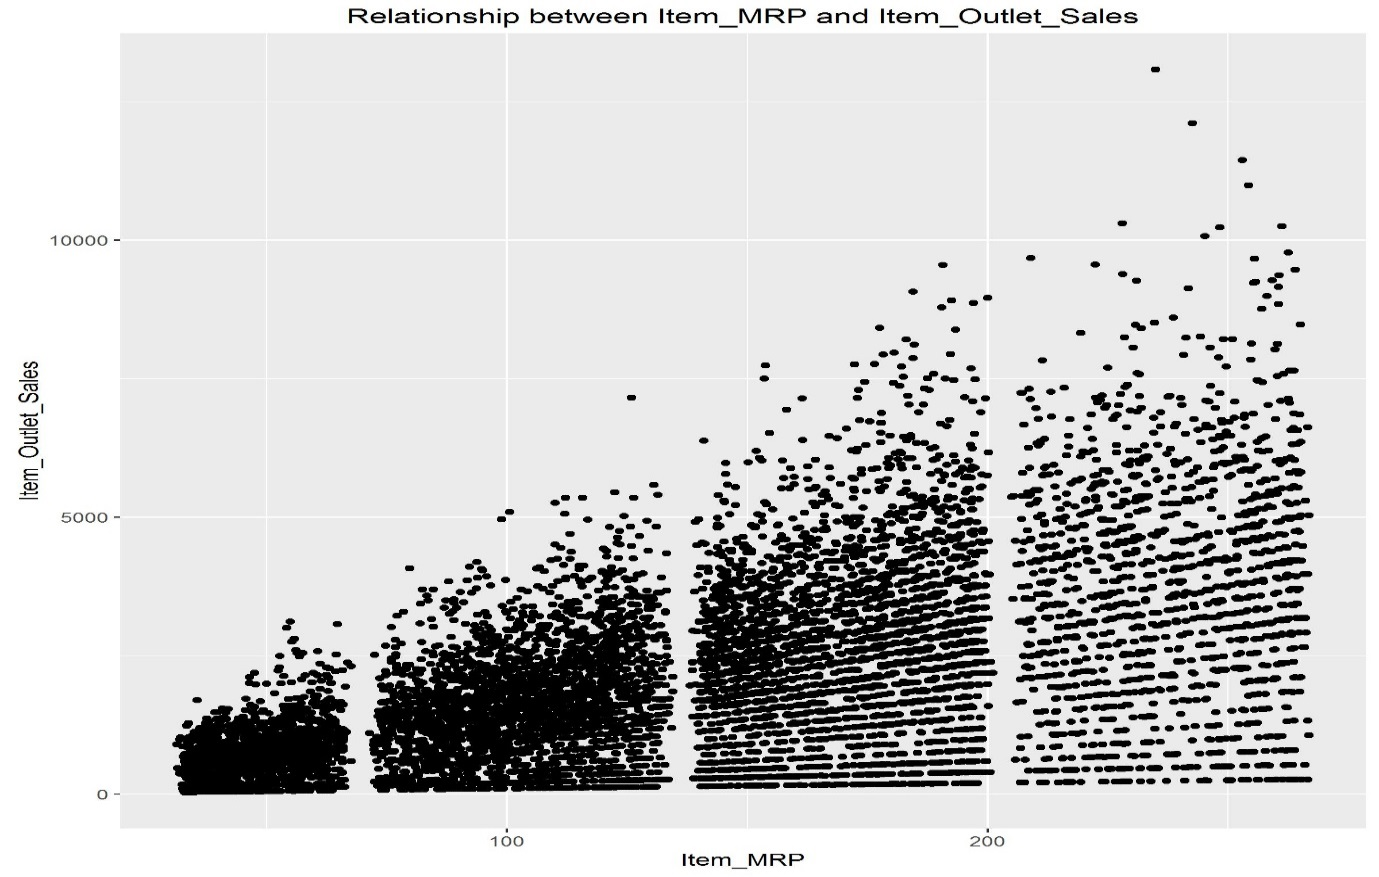 Relationship between Item_MRP and Item_Outlet_Sales
10000
5000
0
Item_Outlet_Sales
100
200
Item_MRP